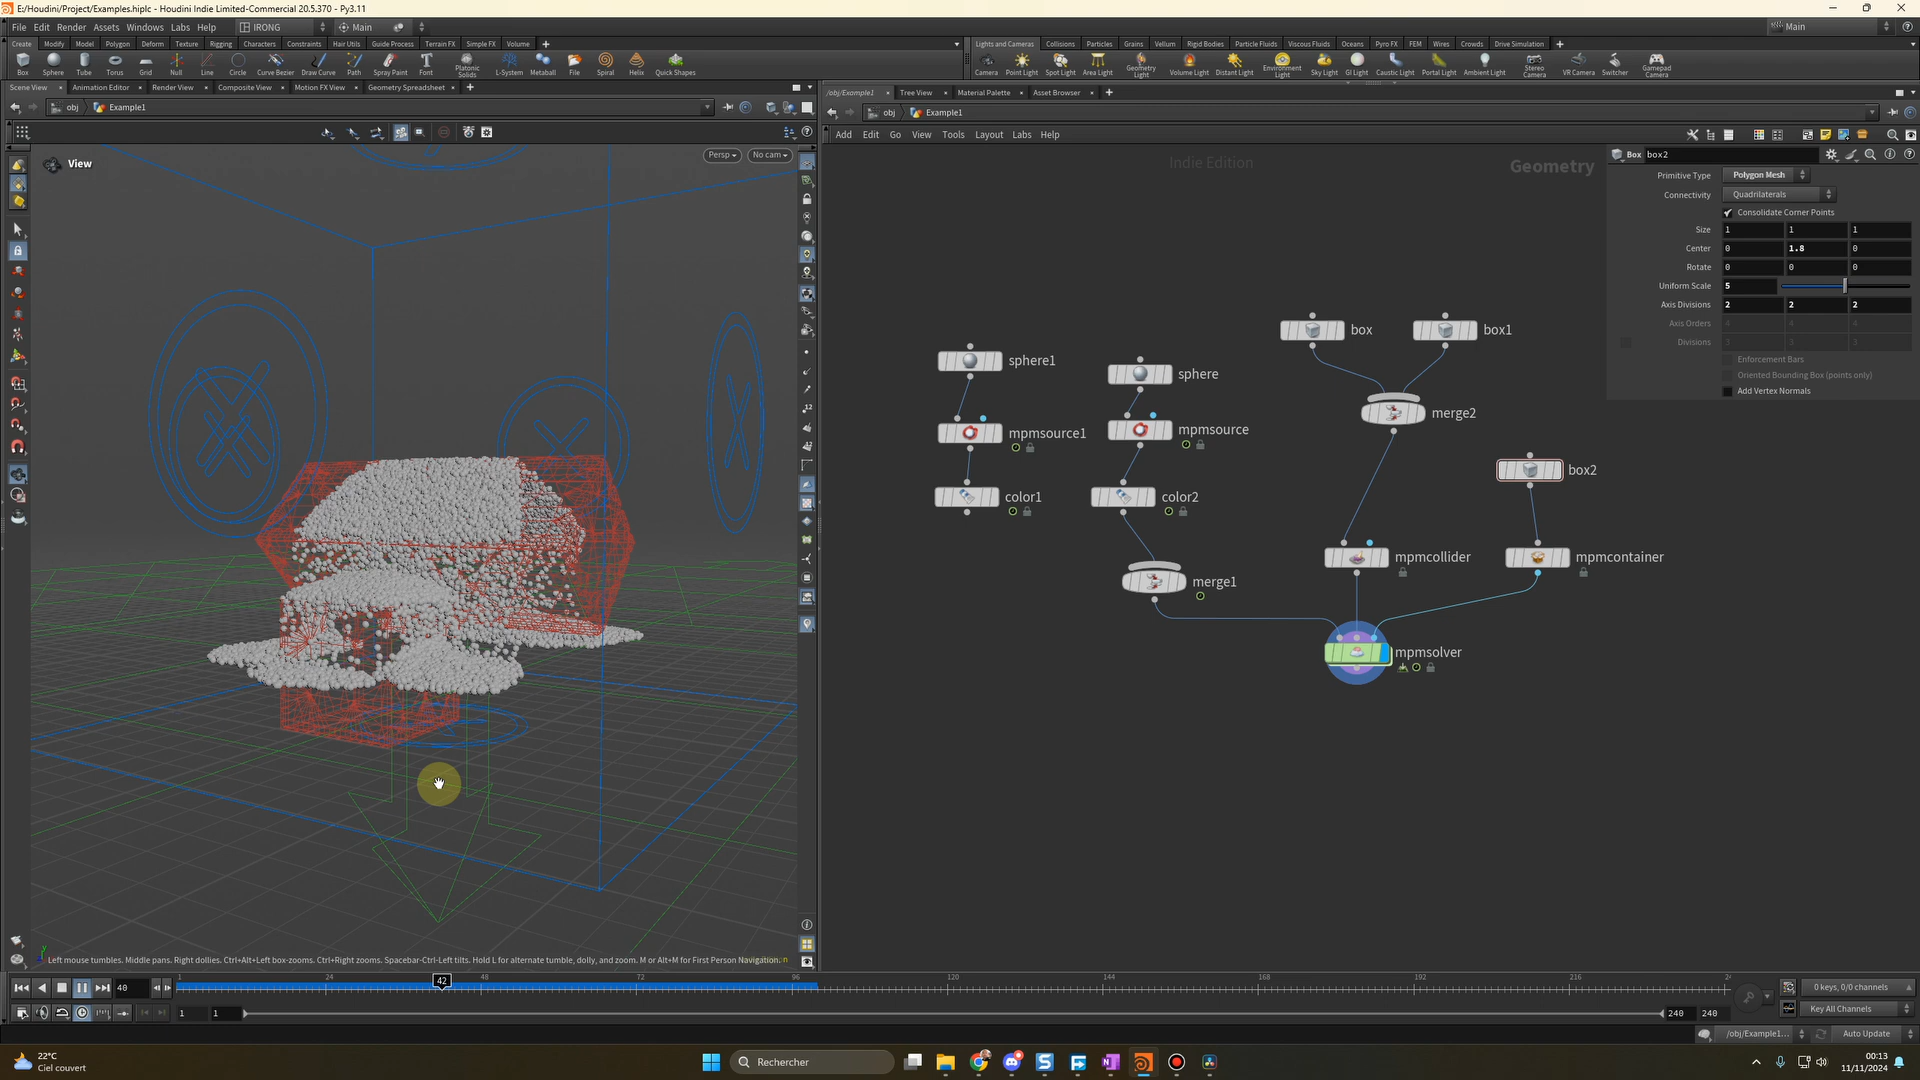 E:/Houdini/Project/Examples.hiplc - Houdini Indie Limited-Commercial 20.5.370 - Py3.11
File Edit Render Assets Windows Labs Help IRONG Main Main
Create Modify Model Polygon Deform Texture Rigging Characters Constraints Hair Utils Guide Process Terrain FX Simple FX Volume
Lights and Cameras Collisions Particles Grains Vellum Rigid Bodies Particle Fluids Viscous Fluids Oceans Pyro FX FEM Wires Crowds Drive Simulation
Box Sphere Tube Torus Grid Null Line Circle Curve Bezier Draw Curve Path Spray Paint Font Platonic Solids L-System Metaball File Spiral Helix Quick Shapes
Camera Point Light Spot Light Area Light Geometry Light Volume Light Distant Light Environment Light Sky Light GI Light Caustic Light Portal Light Ambient Light Stereo Camera VR Camera Switcher Gamepad Camera
Scene View Animation Editor Render View Composite View Motion FX View Geometry Spreadsheet
/obj/Example1 Tree View Material Palette Asset Browser
obj Example1
obj Example1
Add Edit Go View Tools Layout Labs Help
View
Persp No cam
Indie Edition
Geometry
Box box2
Primitive Type Polygon Mesh
Connectivity Quadrilaterals
Consolidate Corner Points
Size 1 1 1
Center 0 1.8 0
Rotate 0 0 0
Uniform Scale 5
Axis Divisions 2 2 2
Axis Orders 4 4 4
Divisions 3 3 3
Enforcement Bars
Oriented Bounding Box (points only)
Add Vertex Normals
box
box1
sphere1
sphere
merge2
mpmsource1
mpmsource
box2
color1
color2
mpmcollider
mpmcontainer
merge1
mpmsolver
Left mouse tumbles. Middle pans. Right dollies. Ctrl+Alt+Left box-zooms. Ctrl+Right zooms. Spacebar-Ctrl-Left tilts. Hold L for alternate tumble, dolly, and zoom. M or Alt+M for First Person Navigation.
40
1 24 42 48 72 96 120 144 168 192 216
0 keys, 0/0 channels
1 1 240 240
Key All Channels
/obj/Example1... Auto Update
22°C
Ciel couvert
Rechercher
00:13
11/11/2024